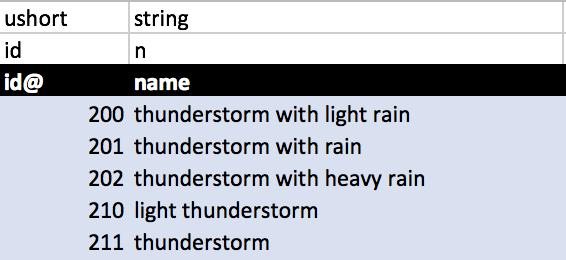 ushort string
id n
id@ name
200 thunderstorm with light rain
201 thunderstorm with rain
202 thunderstorm with heavy rain
210 light thunderstorm
211 thunderstorm